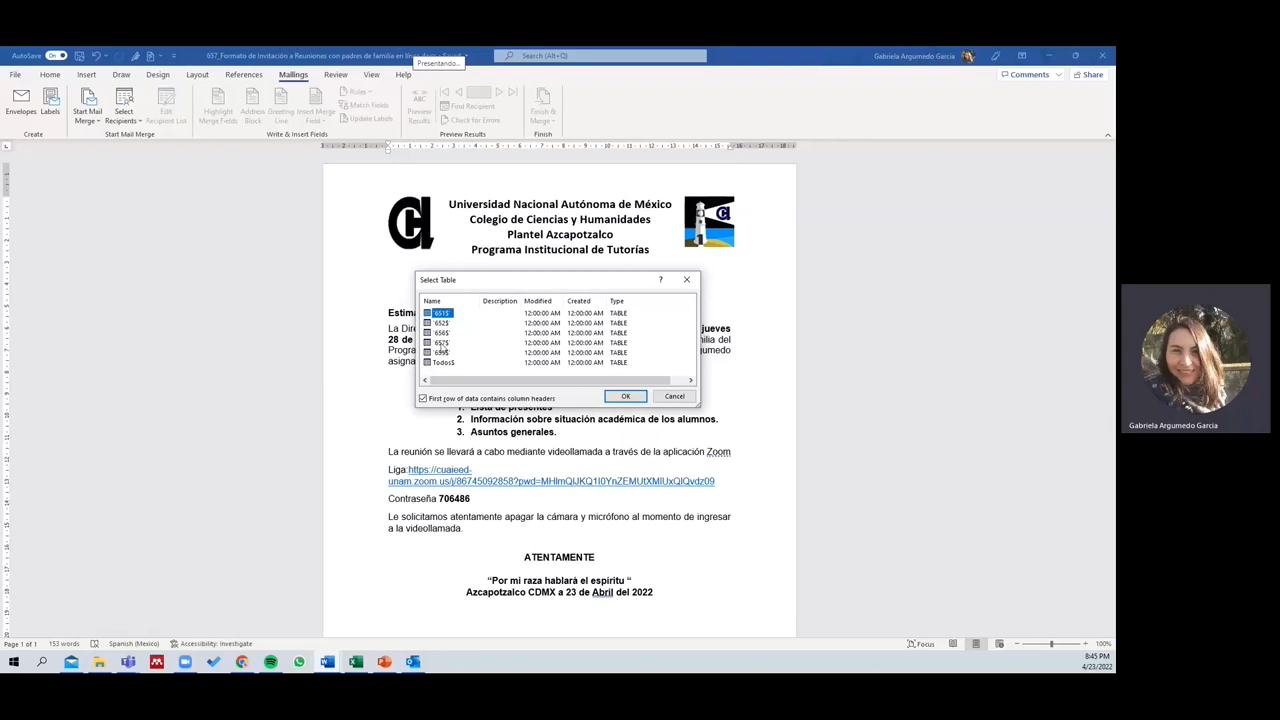 AutoSave On 657_Formato de Invitación a Reuniones con padres de familia en Search (Alt+Q) Gabriela Argumedo Garcia
Presentando...
File Home Insert Draw Design Layout References Mailings Review View Help Comments Share
Envelopes Labels Start Mail Merge Select Recipients Edit Recipient List Highlight Merge Fields Address Block Greeting Line Insert Merge Field Rules Match Fields Update Labels ABC Preview Results Find Recipient Check for Errors Finish & Merge
Create Start Mail Merge Write & Insert Fields Preview Results Finish
Universidad Nacional Autónoma de México
Colegio de Ciencias y Humanidades
Plantel Azcapotzalco
Programa Institucional de Tutorías
Select Table
Name Description Modified Created Type
'651$' 12:00:00 AM 12:00:00 AM TABLE
'652$' 12:00:00 AM 12:00:00 AM TABLE
'656$' 12:00:00 AM 12:00:00 AM TABLE
'657$' 12:00:00 AM 12:00:00 AM TABLE
12:00:00 AM 12:00:00 AM TABLE
Todos$ 12:00:00 AM 12:00:00 AM TABLE
First row of data contains column headers OK Cancel
La jueves
28 de del
asigna
1. Lista de presentes
2. Información sobre situación académica de los alumnos.
3. Asuntos generales.
La reunión se llevará a cabo mediante videollamada a través de la aplicación Zoom
Liga:https://cuaieed-
unam.zoom.us/j/86745092858?pwd=MHlmQlJKQ1I0YnZEMUtXMlUxQlQvdz09
Contraseña 706486
Le solicitamos atentamente apagar la cámara y micrófono al momento de ingresar
a la videollamada.
ATENTAMENTE
“Por mi raza hablará el espíritu “
Azcapotzalco CDMX a 23 de Abril del 2022
Gabriela Argumedo Garcia
Page 1 of 1 153 words Spanish (Mexico) Accessibility: Investigate Focus 100%
8:45 PM
4/23/2022